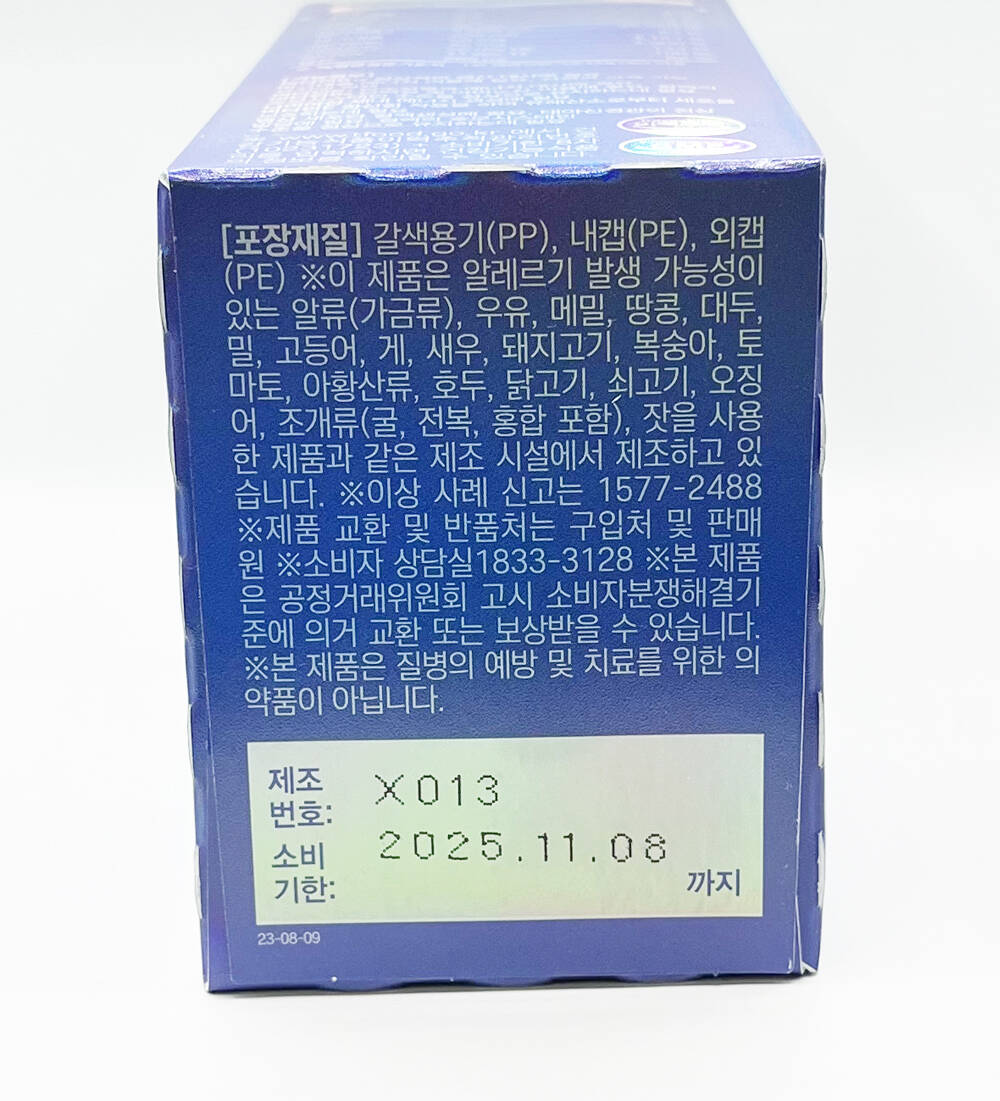 [포장재질] 갈색용기(PP), 내캡(PE), 외캡
(PE) ※이 제품은 알레르기 발생 가능성이
있는 알류(가금류), 우유, 메밀, 땅콩, 대두,
밀, 고등어, 게, 새우, 돼지고기, 복숭아, 토
마토, 아황산류, 호두, 닭고기, 쇠고기, 오징
어, 조개류(굴, 전복, 홍합 포함), 잣을 사용
한 제품과 같은 제조 시설에서 제조하고 있
습니다. ※이상 사례 신고는 1577-2488
※제품 교환 및 반품처는 구입처 및 판매
원 ※소비자 상담실1833-3128 ※본 제품
은 공정거래위원회 고시 소비자분쟁해결기
준에 의거 교환 또는 보상받을 수 있습니다.
※본 제품은 질병의 예방 및 치료를 위한 의
약품이 아닙니다.
제조
번호: X013
소비
기한: 2025.11.08 까지
23-08-09